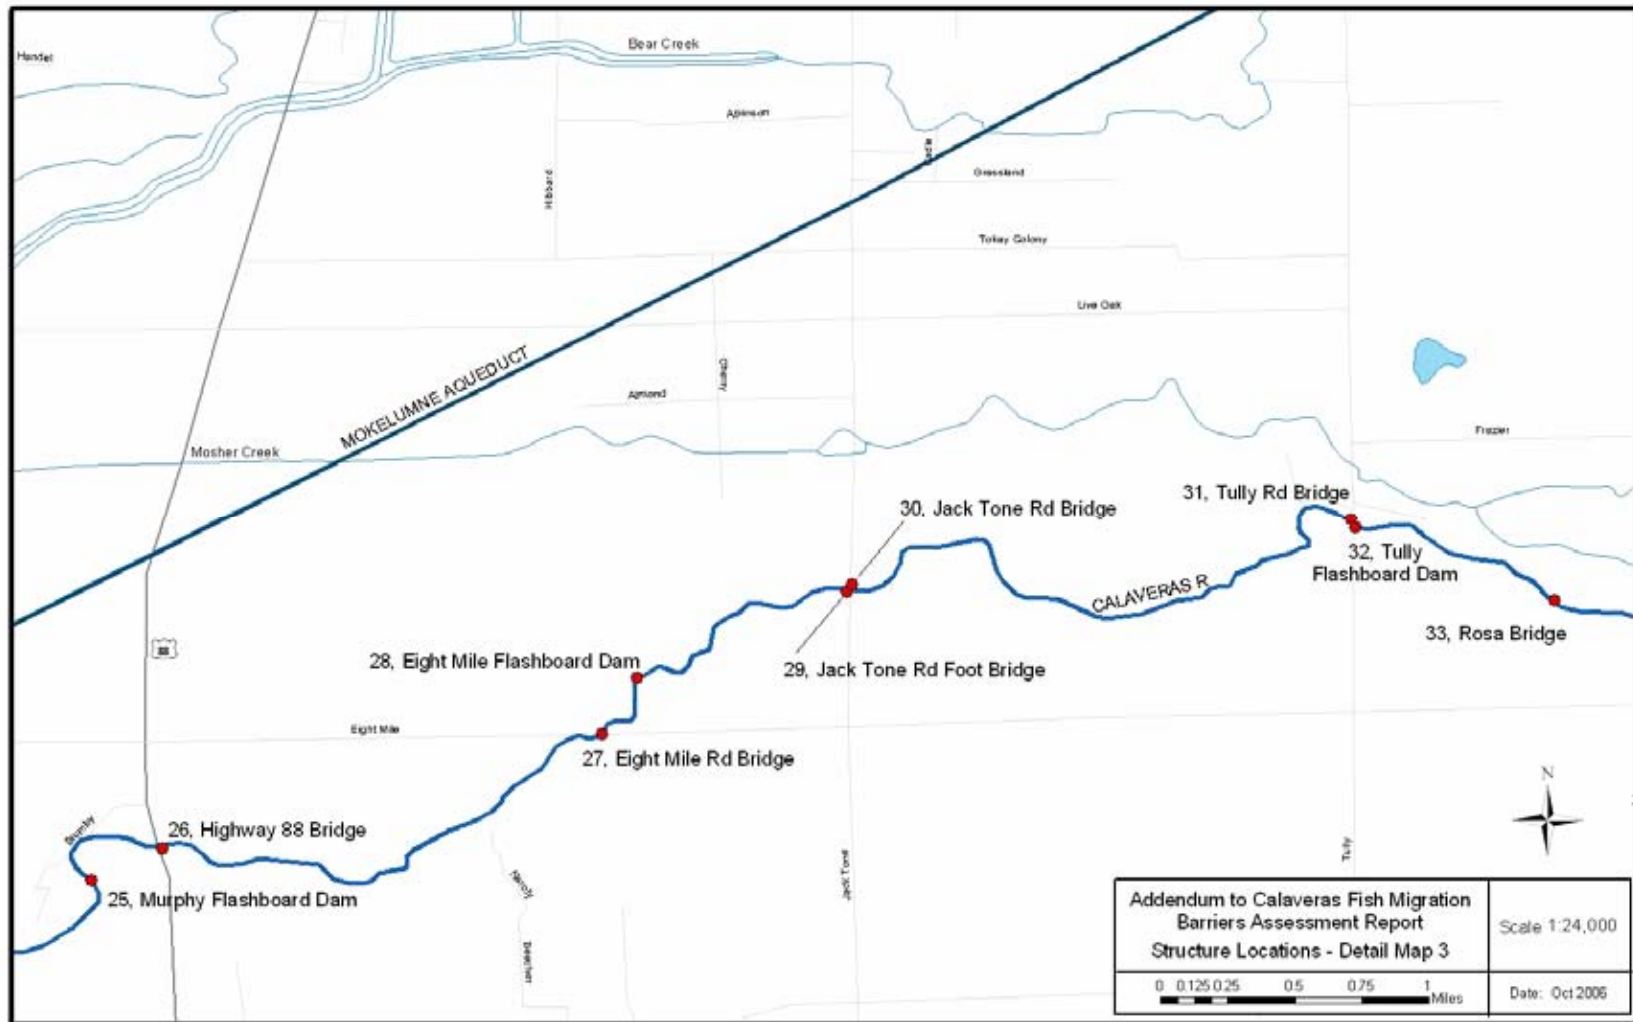 Handel
Bear Creek
Hibbard
Grassland
Tokay Colony
Live Oak
MOKELUMNE AQUEDUCT
Cherry
Almond
Frazier
Mosher Creek
31, Tully Rd Bridge
30, Jack Tone Rd Bridge
32, Tully
Flashboard Dam
CALAVERAS R
88
33, Rosa Bridge
28, Eight Mile Flashboard Dam
29, Jack Tone Rd Foot Bridge
Eight Mile
27, Eight Mile Rd Bridge
N
26, Highway 88 Bridge
Jack Tone
Tully
25, Murphy Flashboard Dam
Beecher
Addendum to Calaveras Fish Migration
Barriers Assessment Report
Structure Locations - Detail Map 3
Scale 1:24,000
0 0.125 0.25 0.5 0.75 1
Miles
Date: Oct 2006